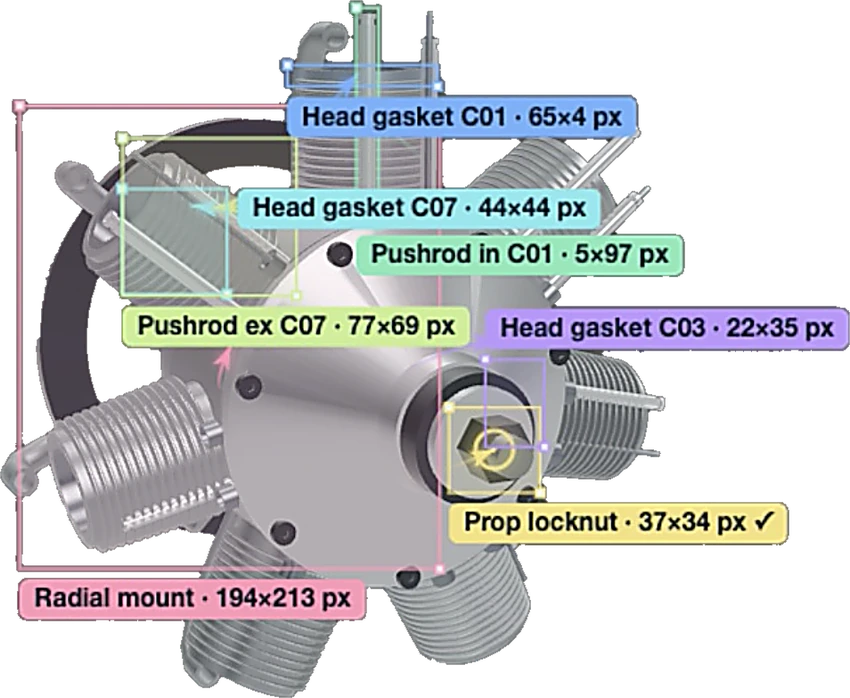 Head gasket C01 · 65×4 px
Head gasket C07 · 44×44 px
Pushrod in C01 · 5×97 px
Pushrod ex C07 · 77×69 px
Head gasket C03 · 22×35 px
Prop locknut · 37×34 px ✓
Radial mount · 194×213 px